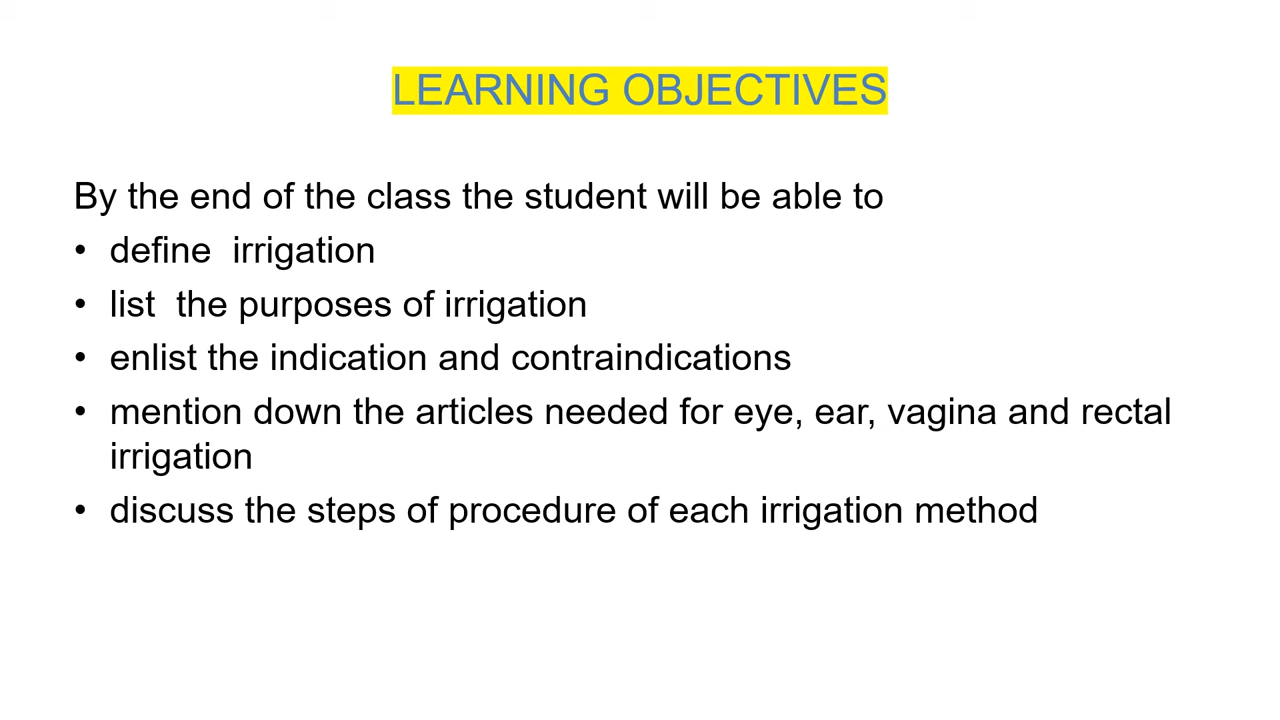 LEARNING OBJECTIVES
By the end of the class the student will be able to
• define  irrigation
• list  the purposes of irrigation
• enlist the indication and contraindications
• mention down the articles needed for eye, ear, vagina and rectal
irrigation
• discuss the steps of procedure of each irrigation method